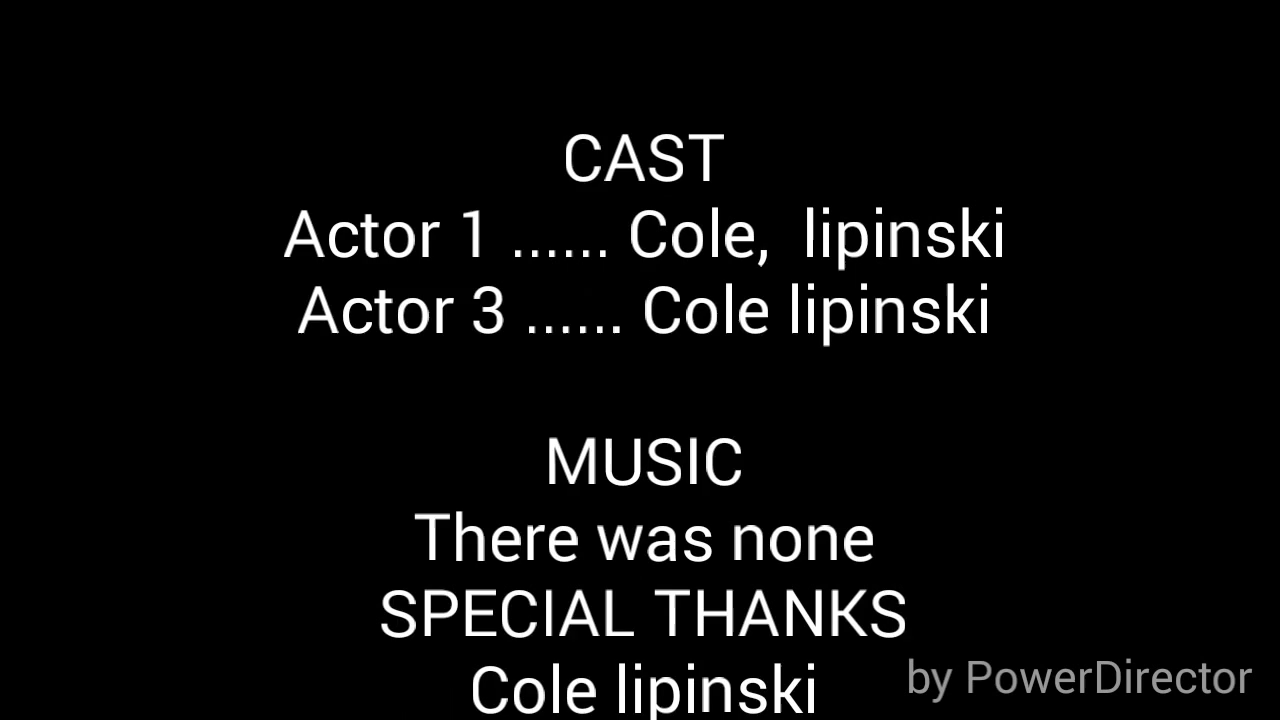 CAST
Actor 1 ...... Cole,  lipinski
Actor 3 ...... Cole lipinski
MUSIC
There was none
SPECIAL THANKS
Cole lipinski
by PowerDirector